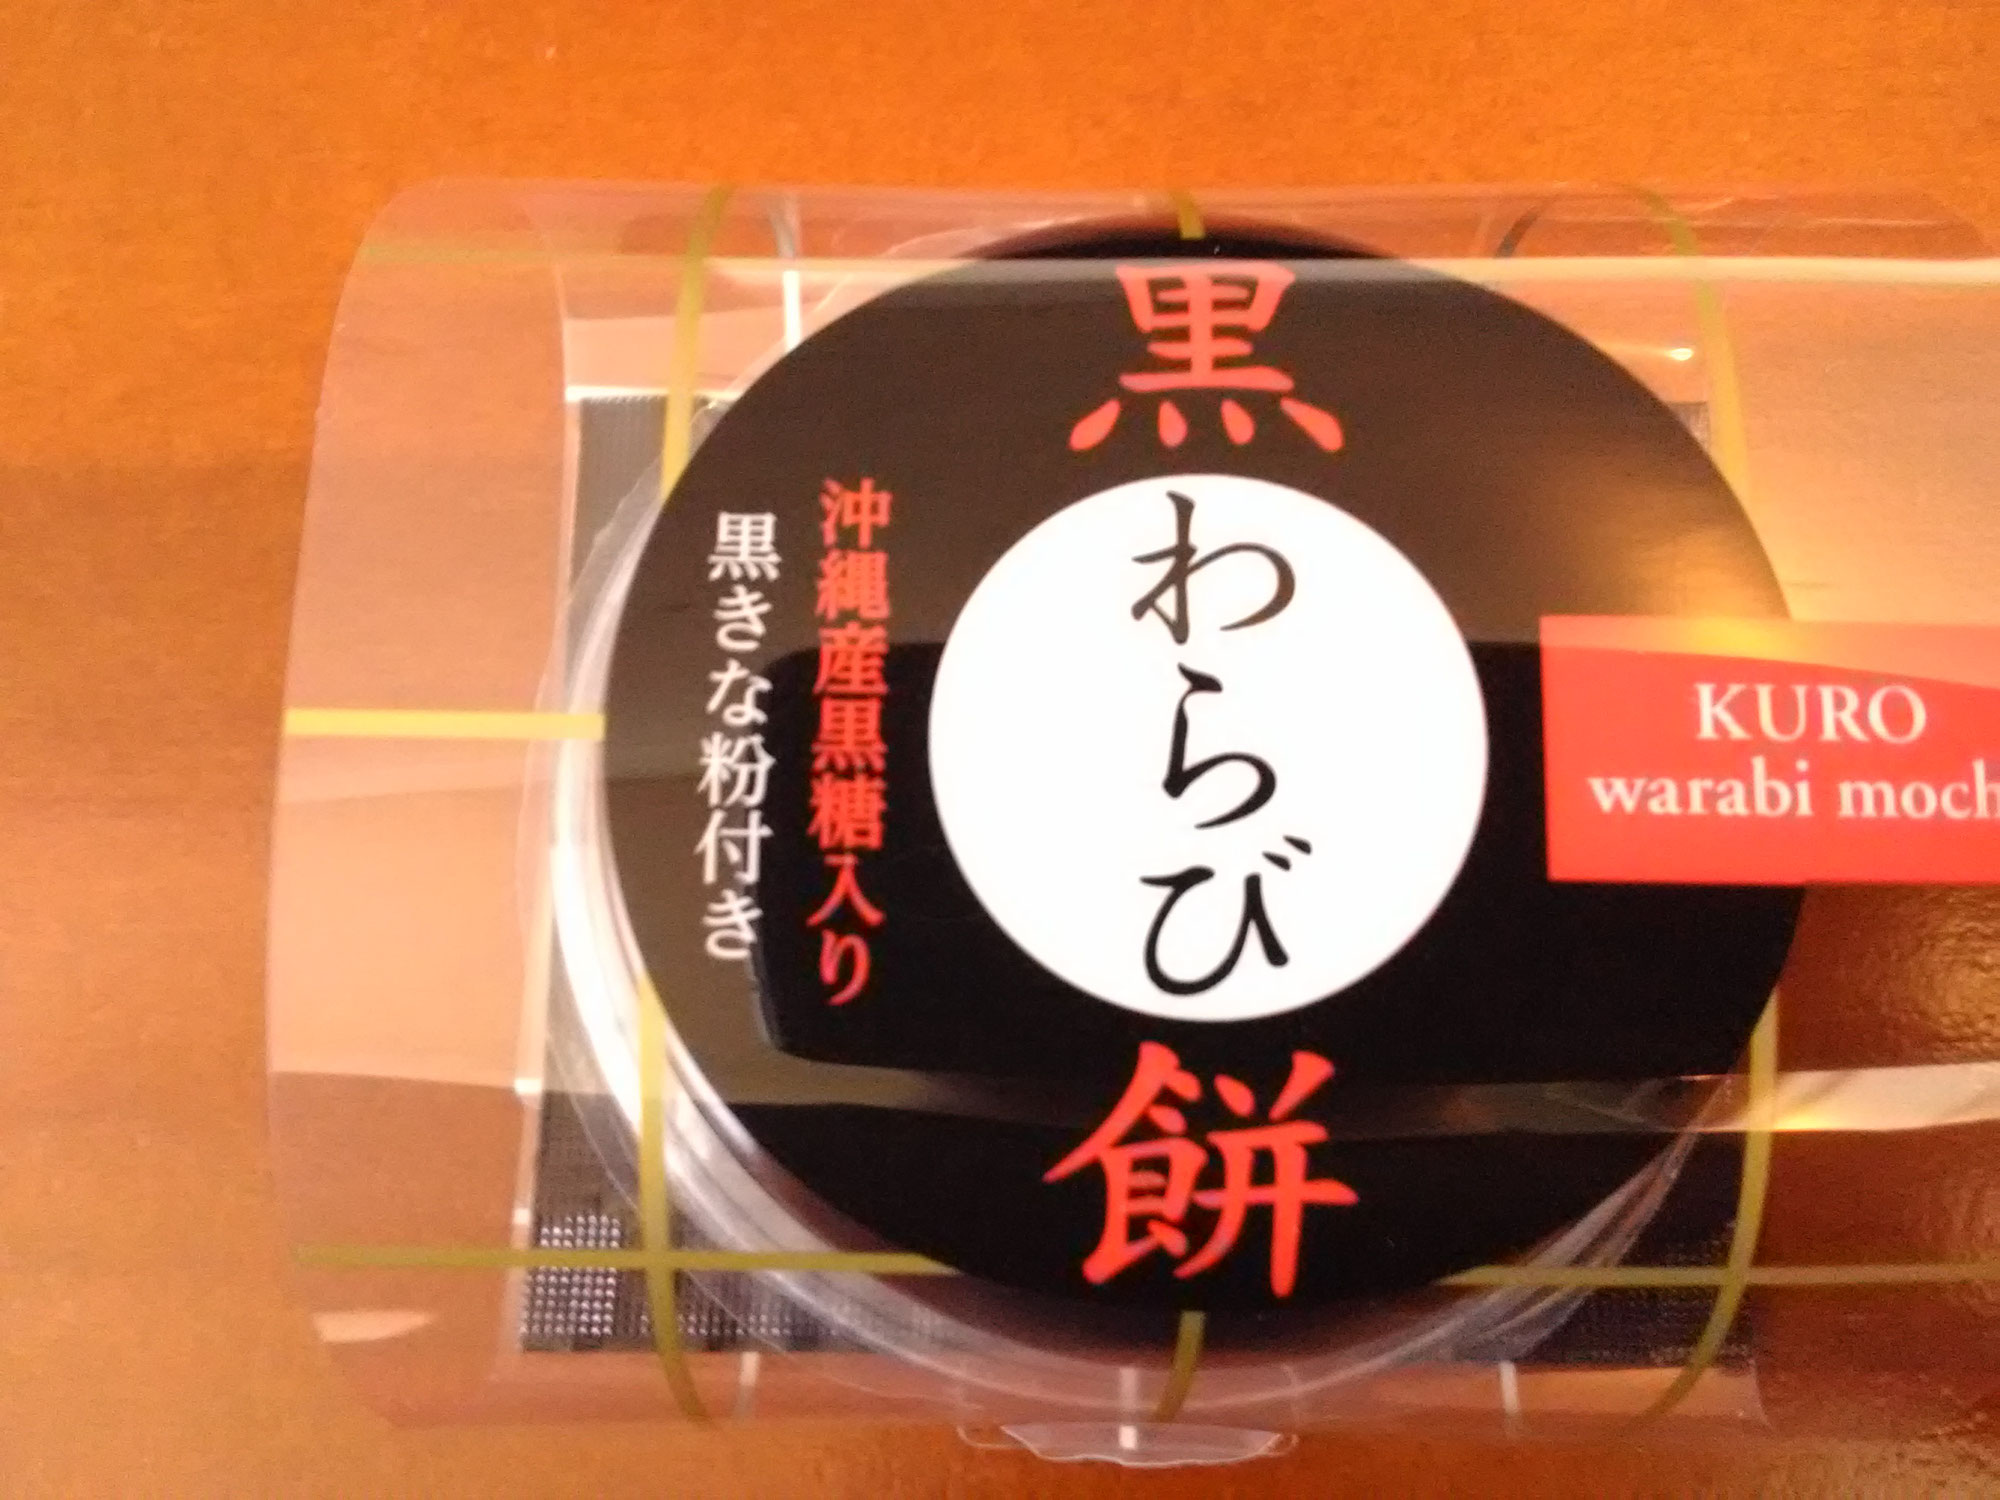 黒
わらび
餅
沖縄産黒糖入り
黒きな粉付き
KURO
warabi moch